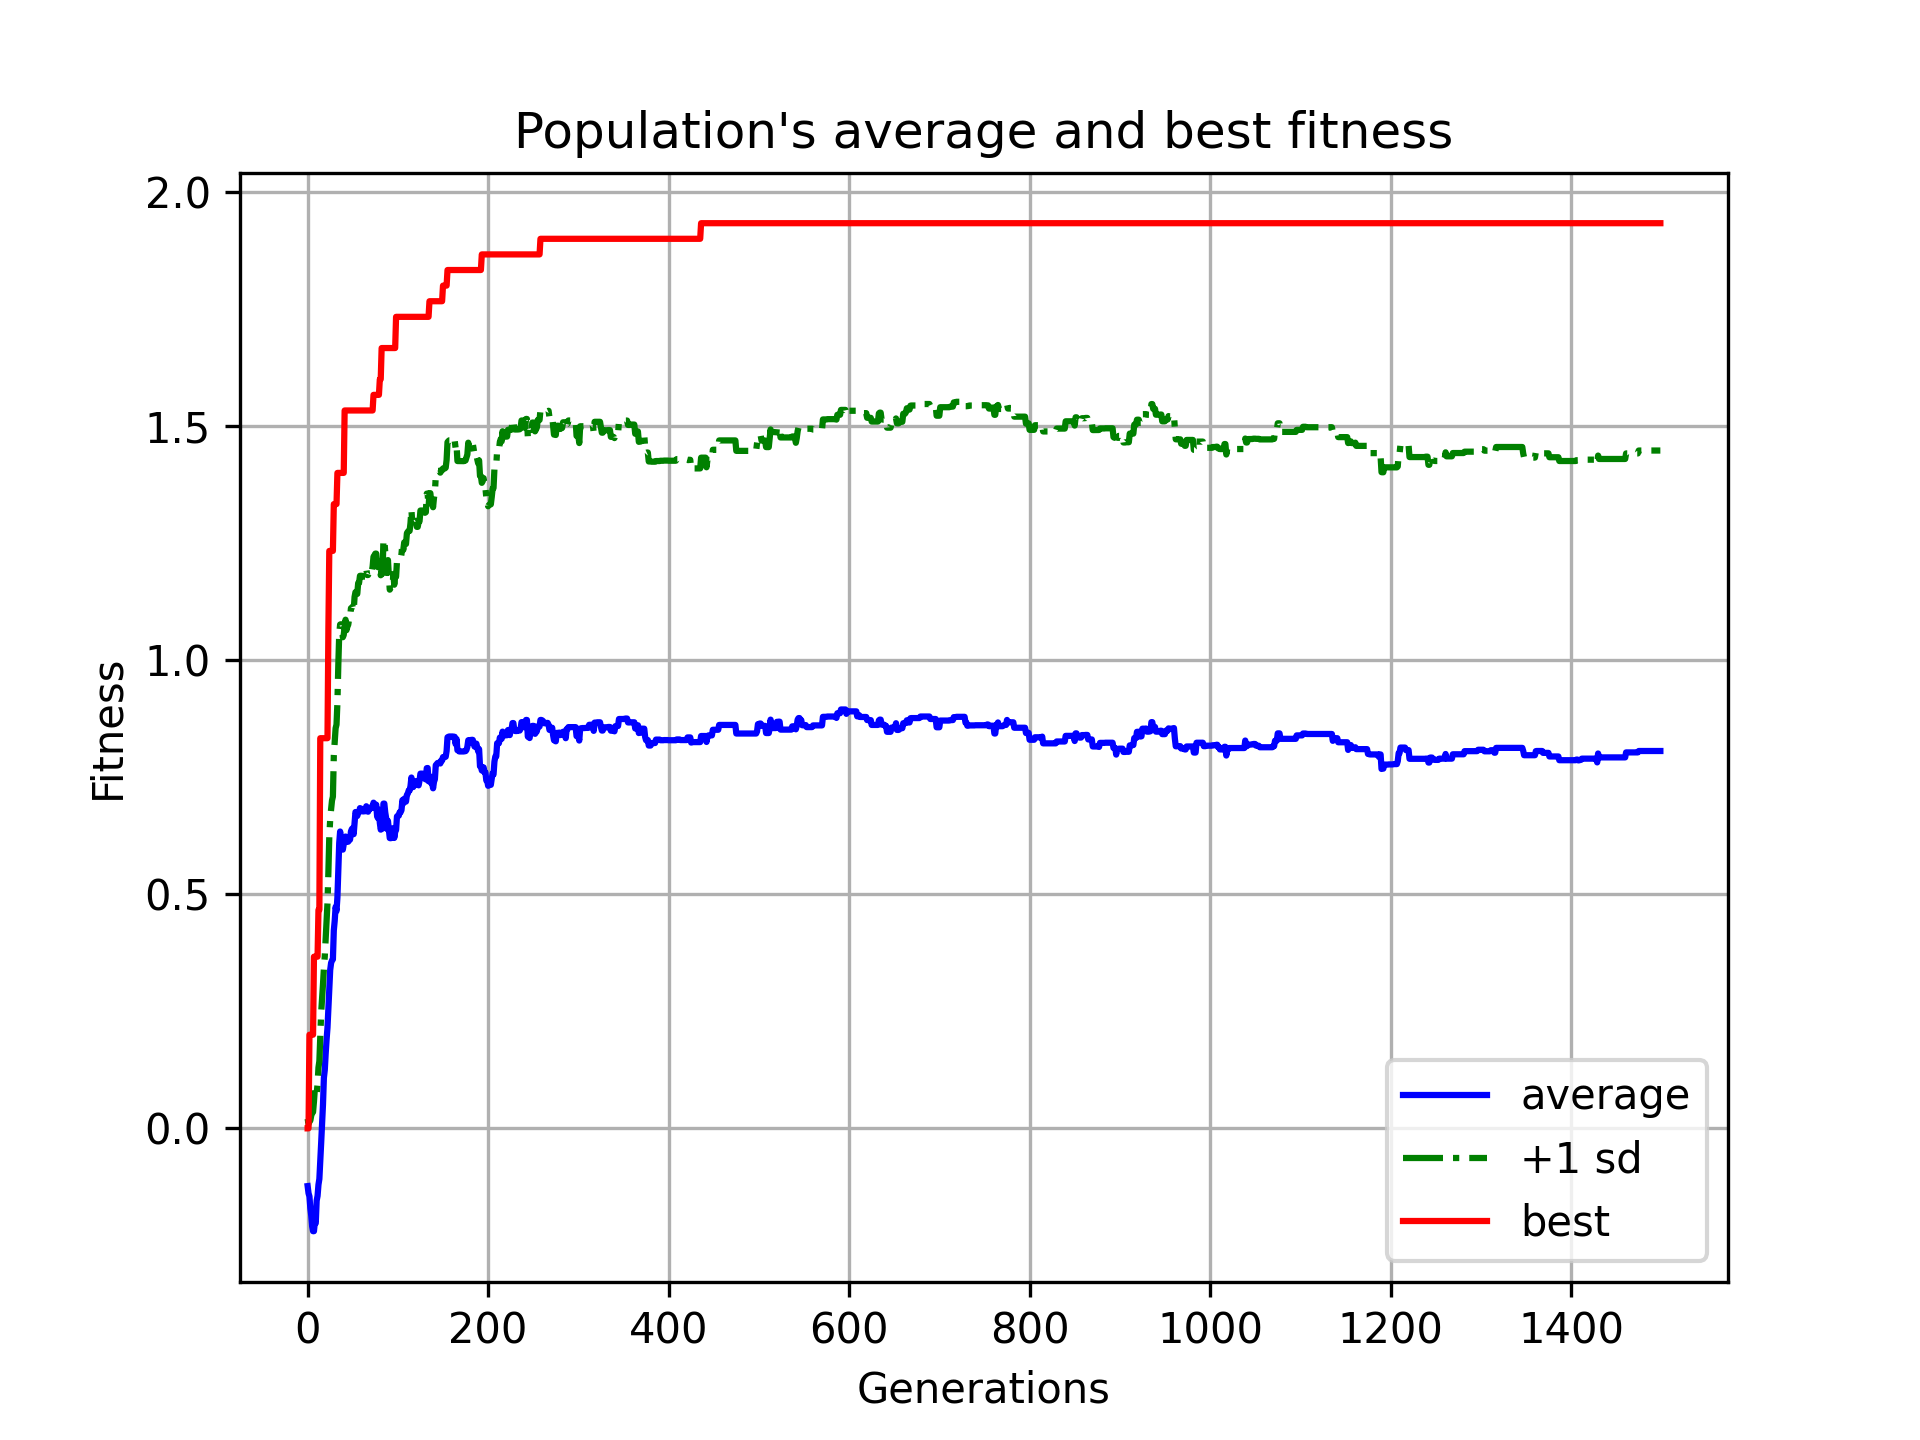 Population's average and best fitness
2.0
1.5
1.0
0.5
0.0
Fitness
average
+1 sd
best
0 200 400 600 800 1000 1200 1400
Generations